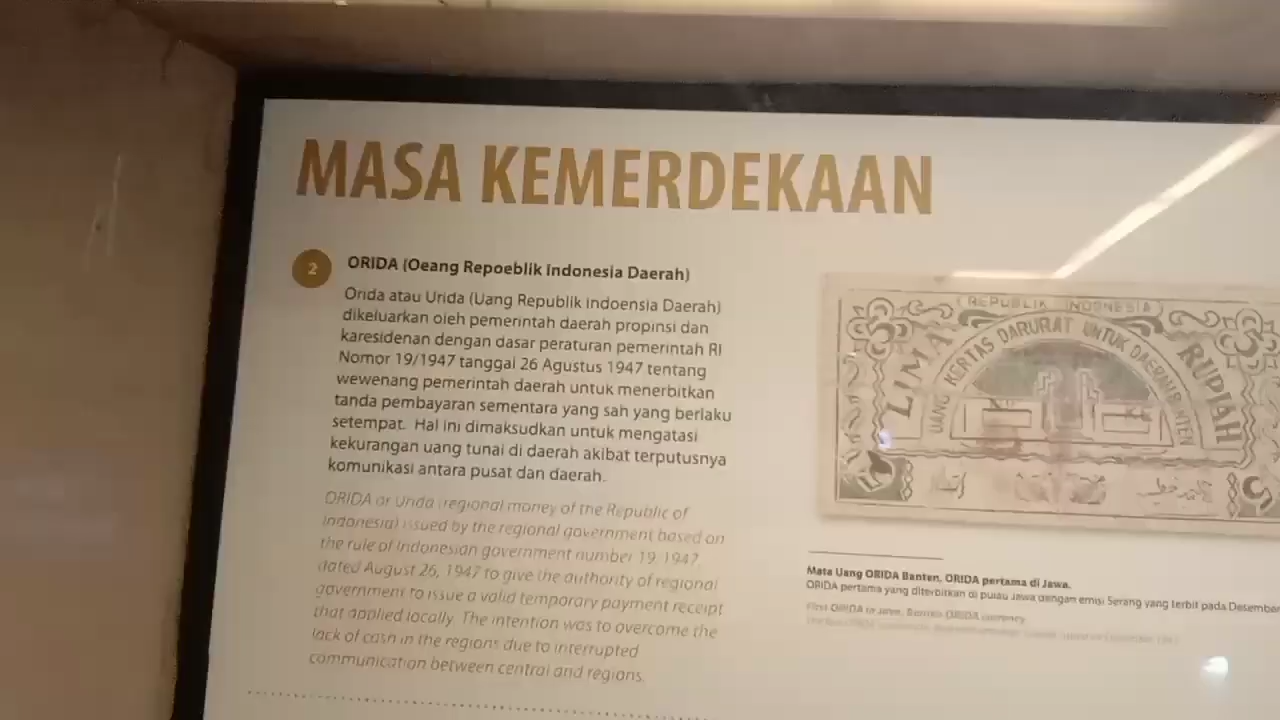 MASA KEMERDEKAAN
2
ORIDA (Oeang Repoeblik Indonesia Daerah)
Orida atau Urida (Uang Republik indoensia Daerah)
dikeluarkan oleh pemerintah daerah propinsi dan
karesidenan dengan dasar peraturan pemerintah RI
Nomor 19/1947 tanggal 26 Agustus 1947 tentang
wewenang pemerintah daerah untuk menerbitkan
tanda pembayaran sementara yang sah yang berlaku
setempat. Hal ini dimaksudkan untuk mengatasi
kekurangan uang tunai di daerah akibat terputusnya
komunikasi antara pusat dan daerah.
ORIDA or Urida (regional money of the Republic of
Indonesia) issued by the regional government based on
the rule of Indonesian government number 19/1947,
dated August 26, 1947 to give the authority of regional
government to issue a valid temporary payment receipt
that applied locally. The intention was to overcome the
lack of cash in the regions due to interrupted
communication between central and regions.
REPUBLIK INDONESIA
UANG KERTAS DARURAT UNTUK DAERAH BANTEN
LIMA RUPIAH
Mata Uang ORIDA Banten, ORIDA pertama di Jawa.
ORIDA pertama yang diterbitkan di pulau Jawa dengan emisi Serang yang terbit pada Desember
First ORIDA in Java, Banten ORIDA currency